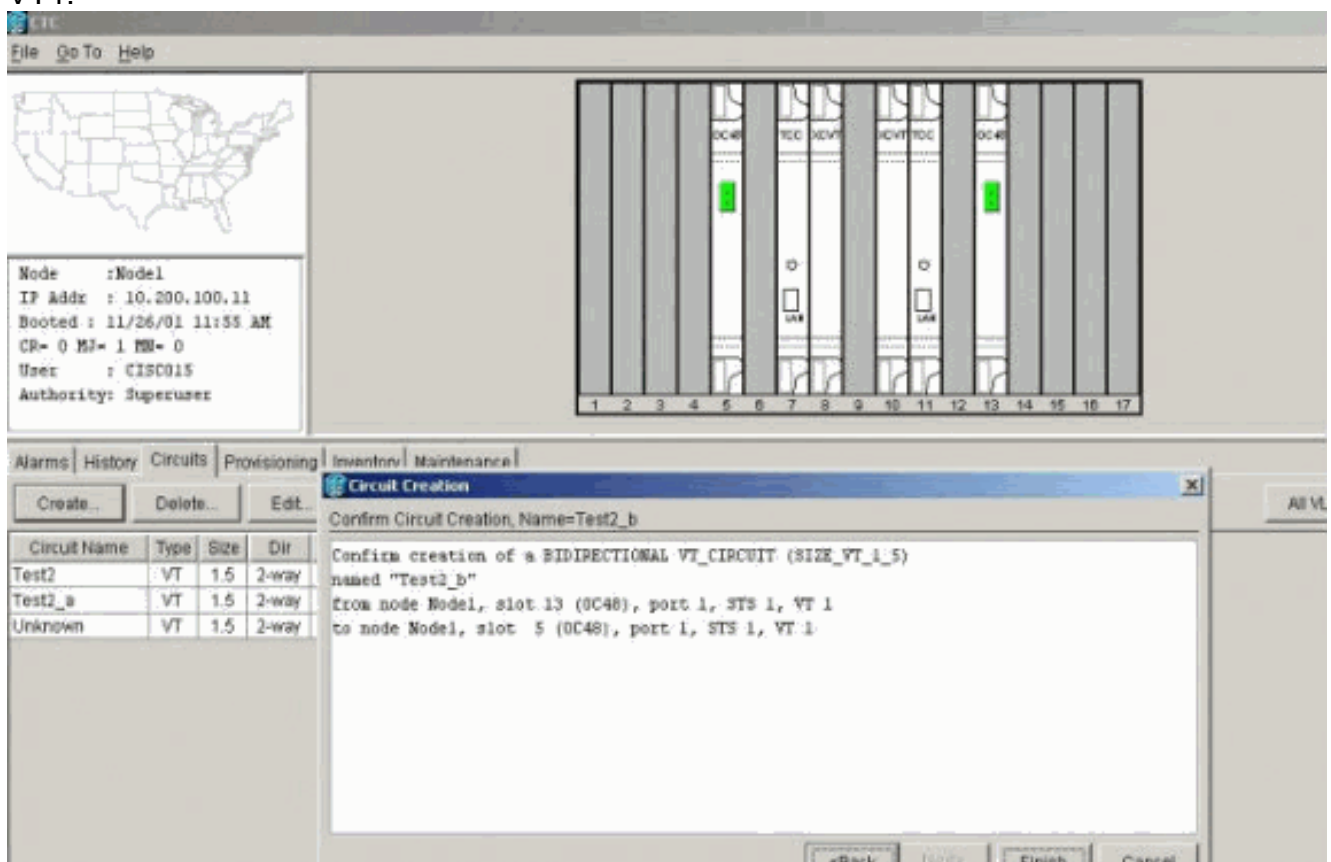 CTC
File Go To Help
OC48 TCC XCVT XCVT TCC OC48
LAN LAN
1 2 3 4 5 6 7 8 9 10 11 12 13 14 15 16 17
Node :Node1
IP Addr : 10.200.100.11
Booted : 11/26/01 11:55 AM
CR= 0 MJ= 1 MN= 0
User : CISCO15
Authority: Superuser
Alarms History Circuits Provisioning Inventory Maintenance
Create... Delete... Edit...
All VL
Circuit Name Type Size Dir
Test2 VT 1.5 2-way
Test2_a VT 1.5 2-way
Unknown VT 1.5 2-way
Circuit Creation
Confirm Circuit Creation, Name=Test2_b
Confirm creation of a BIDIRECTIONAL VT_CIRCUIT (SIZE_VT_1_5)
named "Test2_b"
from node Node1, slot 13 (OC48), port 1, STS 1, VT 1
to node Node1, slot 5 (OC48), port 1, STS 1, VT 1
<Back Finish Cancel